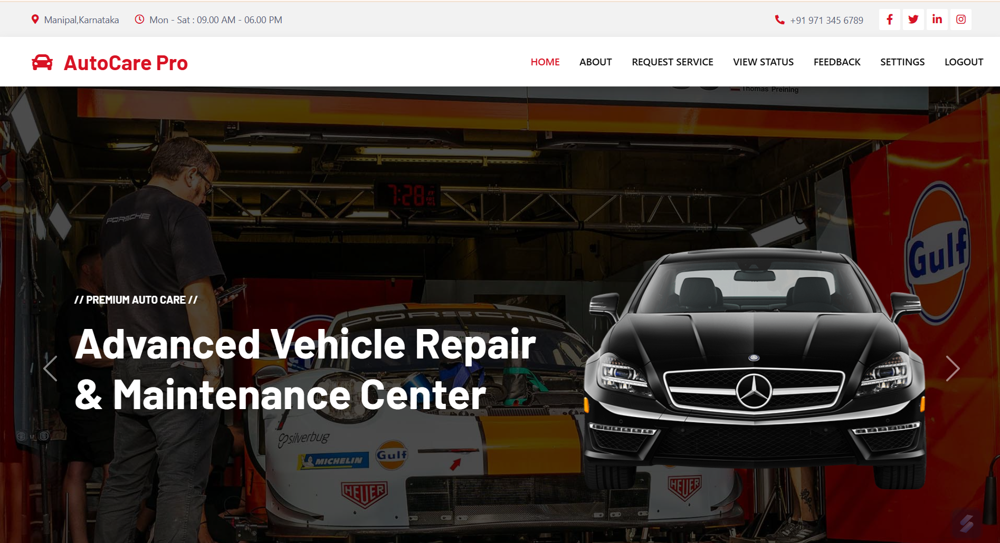 Manipal,Karnataka
Mon - Sat : 09.00 AM - 06.00 PM
+91 971 345 6789
AutoCare Pro
HOME
ABOUT
REQUEST SERVICE
VIEW STATUS
FEEDBACK
SETTINGS
LOGOUT
Thomas Preining
7:28
PORSCHE
Gulf
// PREMIUM AUTO CARE //
PORSCHE
Advanced Vehicle Repair
& Maintenance Center
silverbug
MICHELIN
Gulf
HEUER
HEUER